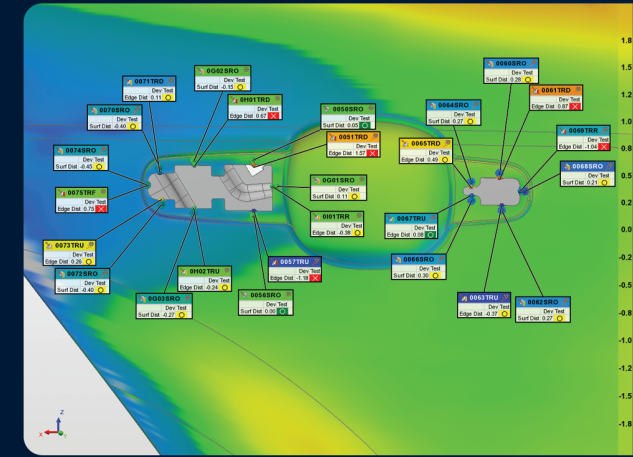 0G02SRO
Dev Test
Surf Dist -0.15
0071TRD
Dev Test
Edge Dist 0.11
0H01TRD
Dev Test
Edge Dist 0.67
0070SRO
Dev Test
Surf Dist -0.40
0050SRO
Dev Test
Surf Dist 0.05
0051TRD
Dev Test
Edge Dist 1.57
0074SRO
Dev Test
Surf Dist -0.45
0075TRF
Dev Test
Edge Dist 0.75
0G01SRO
Dev Test
Surf Dist 0.11
0I01TRR
Dev Test
Edge Dist -0.38
0073TRU
Dev Test
Edge Dist 0.26
0072SRO
Dev Test
Surf Dist -0.40
0H02TRU
Dev Test
Edge Dist -0.24
0057TRU
Dev Test
Edge Dist -1.18
0G03SRO
Dev Test
Surf Dist -0.27
0056SRO
Dev Test
Surf Dist 0.00
0060SRO
Dev Test
Surf Dist 0.28
0061TRD
Dev Test
Edge Dist 0.87
0064SRO
Dev Test
Surf Dist 0.27
0065TRD
Dev Test
Edge Dist 0.49
Dev Test
Edge Dist -1.04
0068SRO
Dev Test
Surf Dist 0.21
0067TRU
Dev Test
Edge Dist 0.08
0066SRO
Dev Test
Surf Dist 0.30
0063TRU
Dev Test
Edge Dist -0.37
0062SRO
Dev Test
Surf Dist 0.27
1.8
1.5
1.2
1.0
0.8
0.5
0.2
0.0
-0.2
-0.5
-0.8
-1.0
-1.2
-1.5
-1.8
Z
X
Y